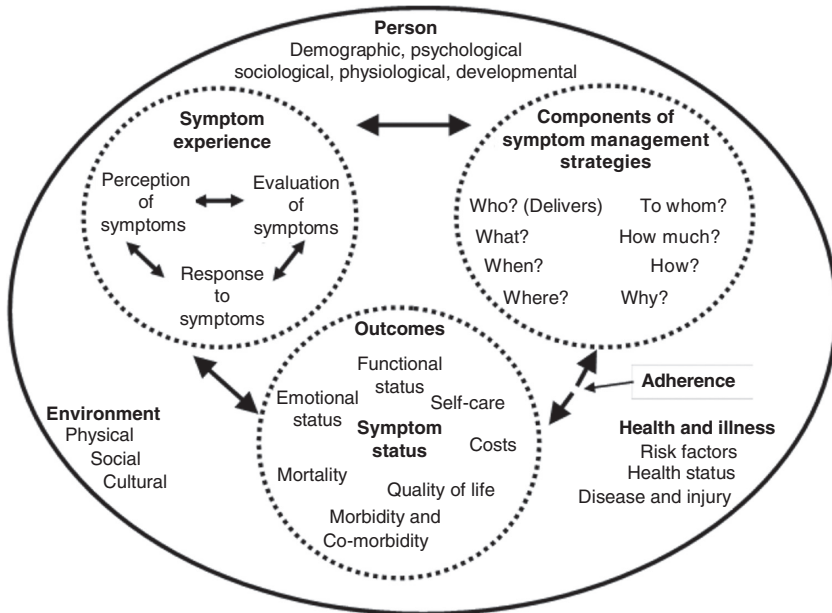 Person
Demographic, psychological
sociological, physiological, developmental
Symptom
experience
Perception
of
symptoms
Evaluation
of
symptoms
Response
to
symptoms
Components of
symptom management
strategies
Who? (Delivers)
To whom?
What?
How much?
When?
How?
Where?
Why?
Outcomes
Functional
status
Emotional
status
Self-care
Symptom
status
Costs
Mortality
Quality of life
Morbidity and
Co-morbidity
Adherence
Environment
Physical
Social
Cultural
Health and illness
Risk factors
Health status
Disease and injury